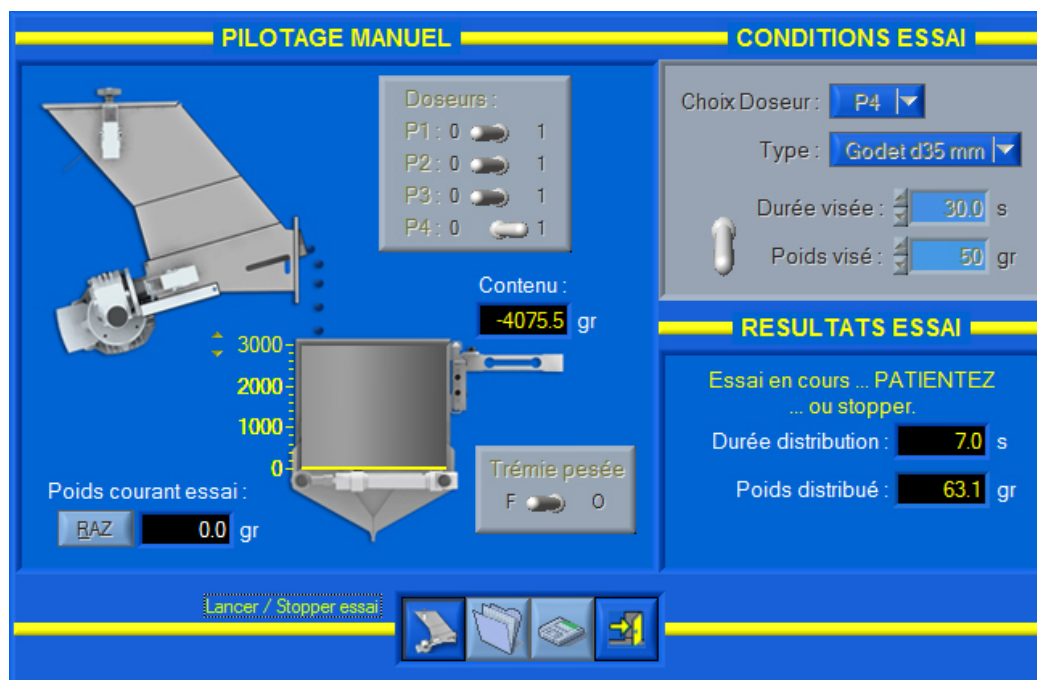 PILOTAGE MANUEL
Doseurs :
P1 : 0 1
P2 : 0 1
P3 : 0 1
P4 : 0 1
Contenu :
-4075.5 gr
3000
2000
1000
0
Trémie pesée
F O
Poids courant essai :
RAZ 0.0 gr
CONDITIONS ESSAI
Choix Doseur : P4
Type : Godet d35 mm
Durée visée : 30.0 s
Poids visé : 50 gr
RESULTATS ESSAI
Essai en cours ... PATIENTEZ
... ou stopper.
Durée distribution : 7.0 s
Poids distribué : 63.1 gr
Lancer / Stopper essai